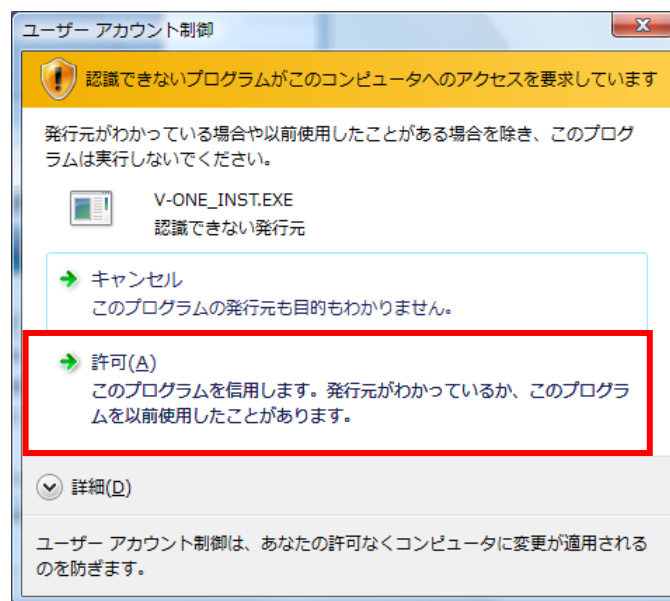 ユーザー アカウント制御
認識できないプログラムがこのコンピュータへのアクセスを要求しています
発行元がわかっている場合や以前使用したことがある場合を除き、このプログ
ラムは実行しないでください。
V-ONE_INST.EXE
認識できない発行元
キャンセル
このプログラムの発行元も目的もわかりません。
許可(A)
このプログラムを信用します。発行元がわかっているか、このプログラ
ムを以前使用したことがあります。
詳細(D)
ユーザー アカウント制御は、あなたの許可なくコンピュータに変更が適用される
のを防ぎます。